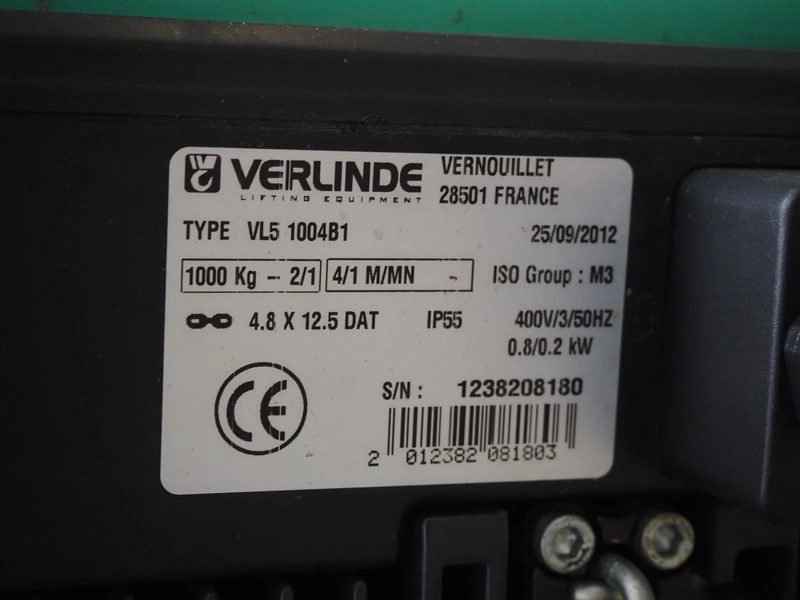 VERLINDE
LIFTING EQUIPMENT
VERNOUILLET
28501 FRANCE
TYPE VL5 1004B1 25/09/2012
1000 Kg - 2/1 4/1 M/MN - ISO Group : M3
4.8 X 12.5 DAT IP55 400V/3/50HZ
0.8/0.2 kW
CE
S/N : 1238208180
2 012382 081803